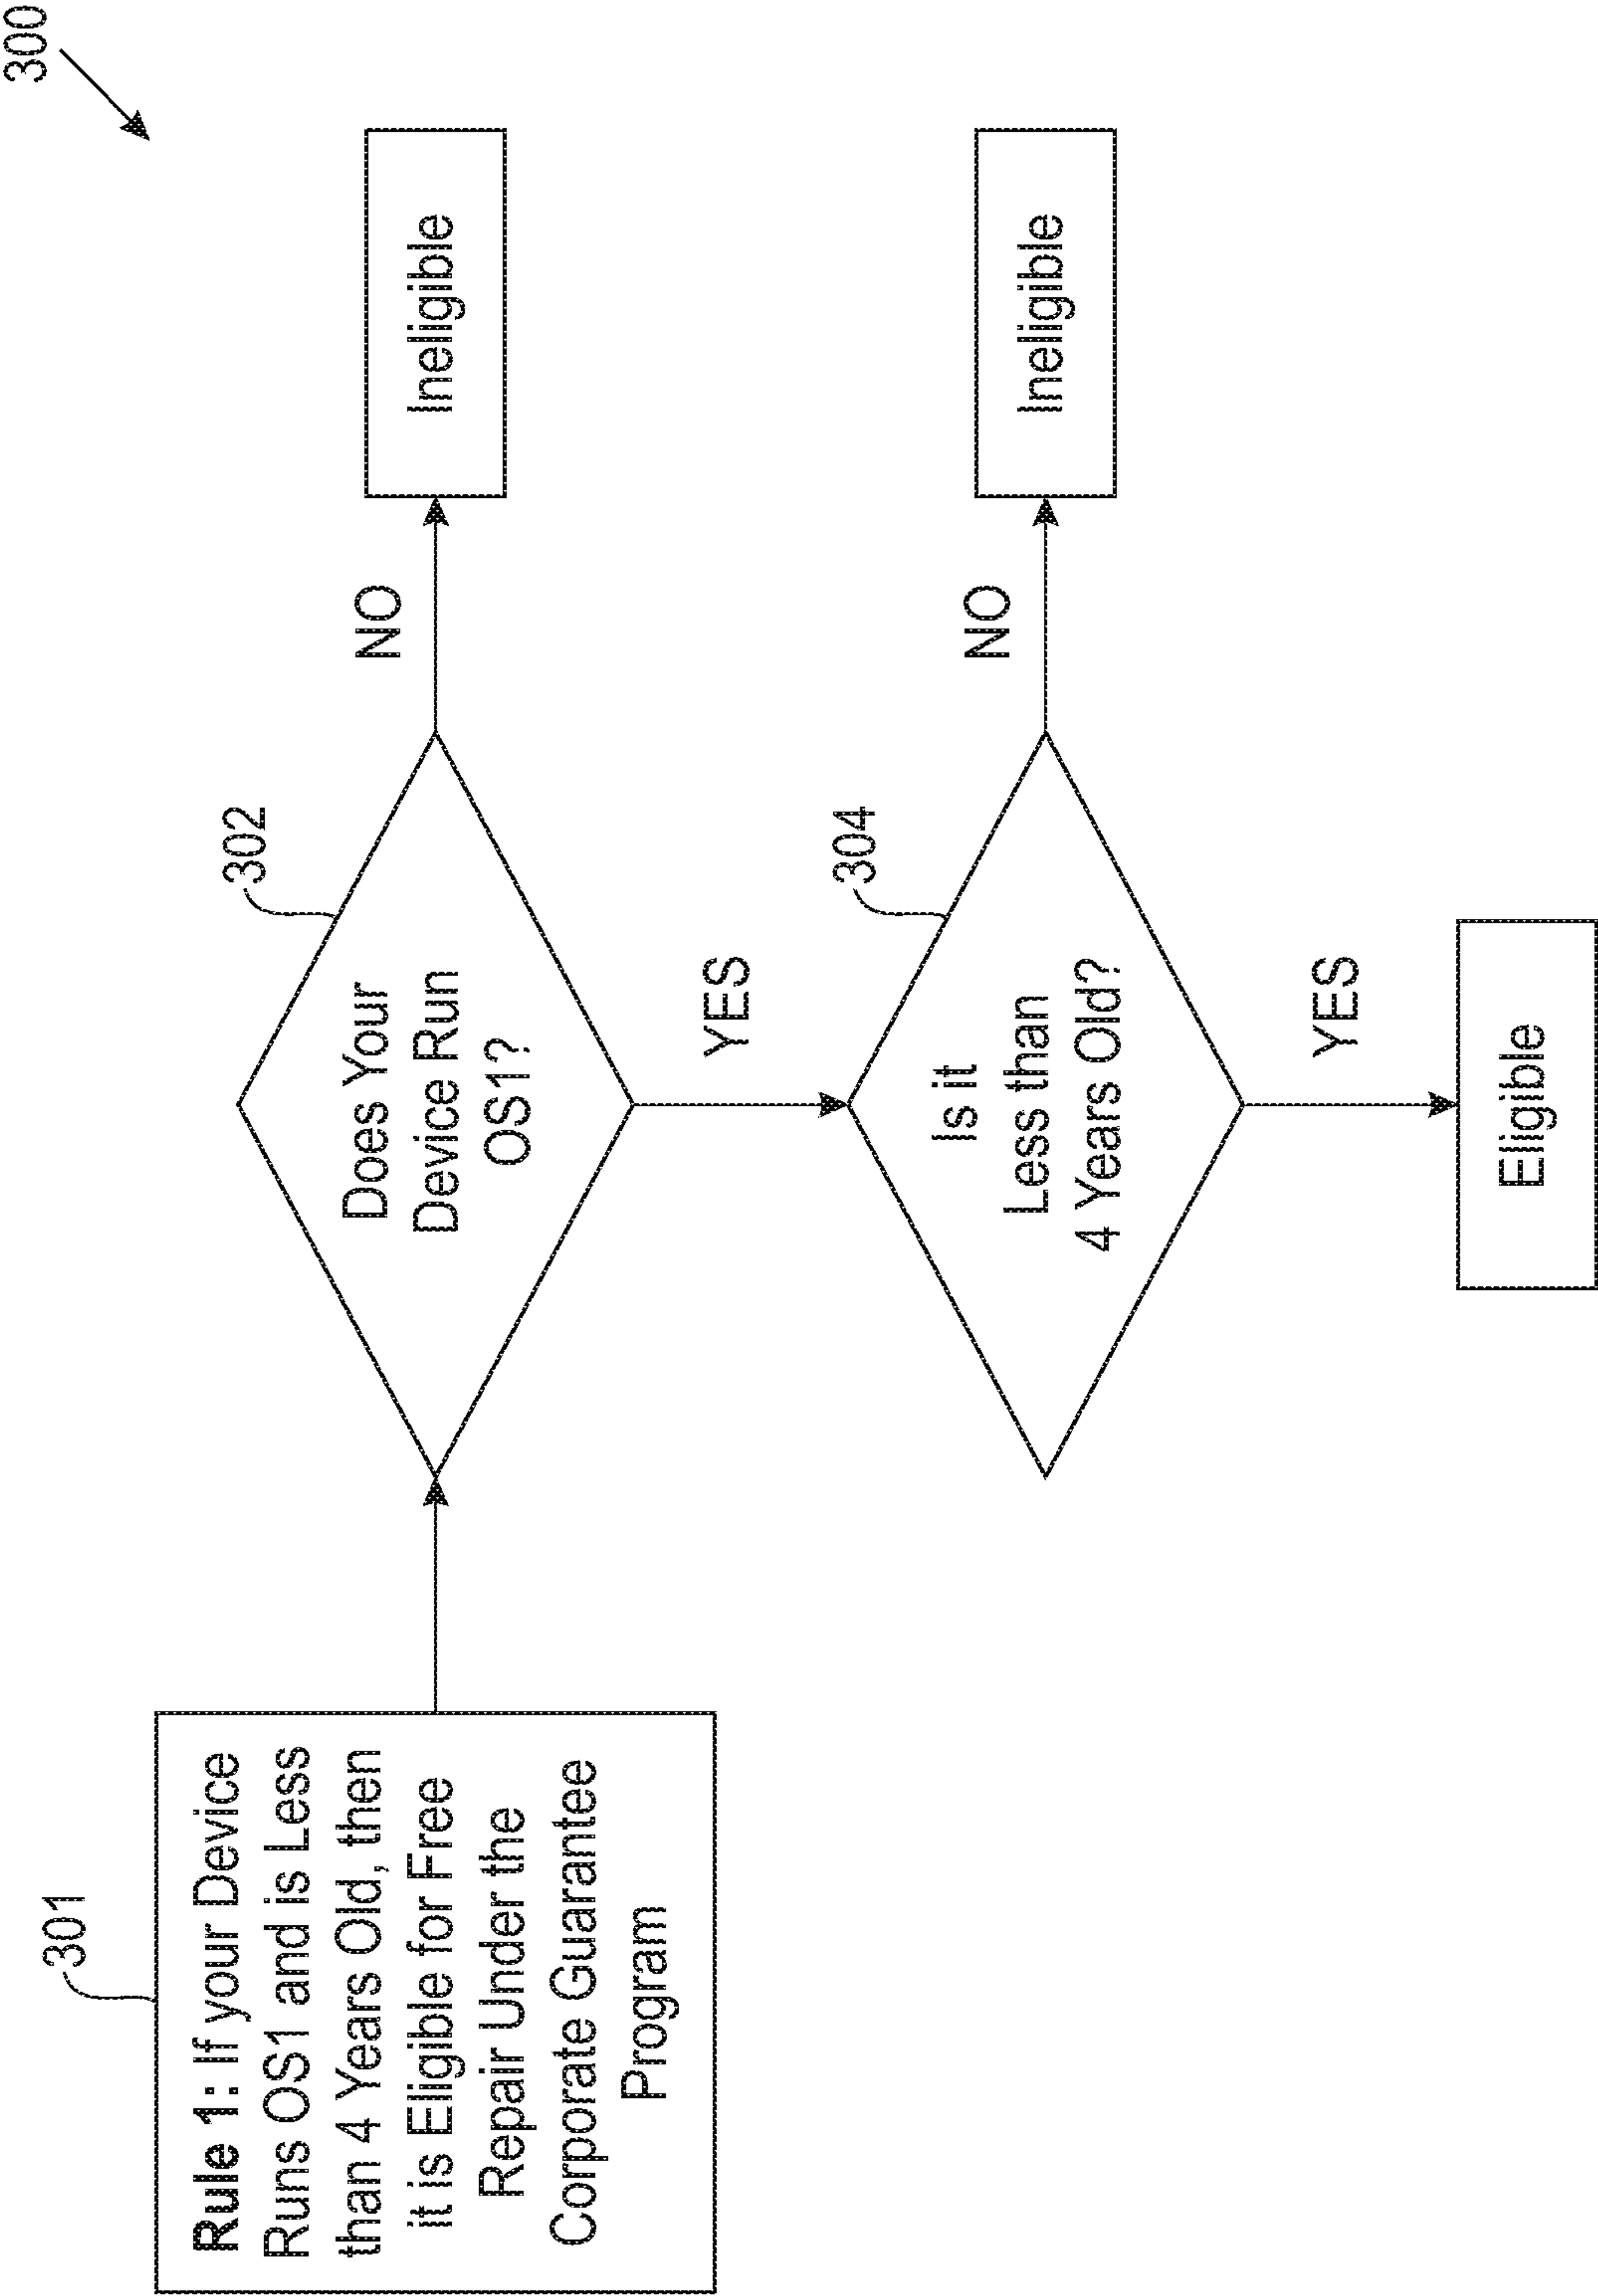 300
301
Rule 1: If your Device
Runs OS1 and is Less
than 4 Years Old, then
it is Eligible for Free
Repair Under the
Corporate Guarantee
Program
302
Does Your
Device Run
OS1?
NO
Ineligible
YES
304
Is it
Less than
4 Years Old?
NO
Ineligible
YES
Eligible